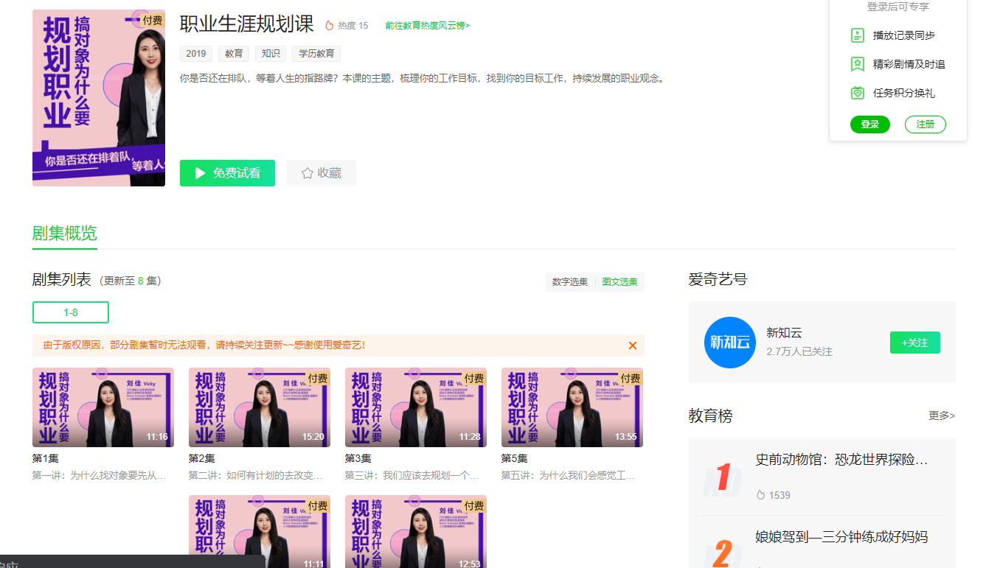 付费
搞对象为什么要
规划职业
你是否还在排着队，
等着人
职业生涯规划课
热度 15
前往教育热度风云榜>
2019
教育
知识
学历教育
你是否还在排队，等着人生的指路牌？本课的主题，梳理你的工作目标，找到你的目标工作，持续发展的职业观念。
免费试看
收藏
登录后可专享
播放记录同步
精彩剧情及时追
任务积分换礼
登录
注册
剧集概览
剧集列表
（更新至 8 集）
数字选集
图文选集
1-8
由于版权原因，部分剧集暂时无法观看，请持续关注更新~~感谢使用爱奇艺！
搞对象为什么要
规划职业
刘佳 Vicky
11:16
第1集
第一讲：为什么找对象要先从...
付费
搞对象为什么要
规划职业
刘佳
15:20
第2集
第二讲：如何有计划的去改变...
付费
搞对象为什么要
规划职业
刘佳
11:28
第3集
第三讲：我们应该去规划一个...
付费
搞对象为什么要
规划职业
刘佳
13:55
第5集
第五讲：为什么我们会感觉工...
付费
搞对象为什么要
规划职业
刘佳
11:11
付费
搞对象为什么要
规划职业
刘佳
12:53
爱奇艺号
新知云
新知云
2.7万人已关注
+关注
教育榜
更多>
NO
1
史前动物馆：恐龙世界探险...
1539
2
娘娘驾到—三分钟练成好妈妈